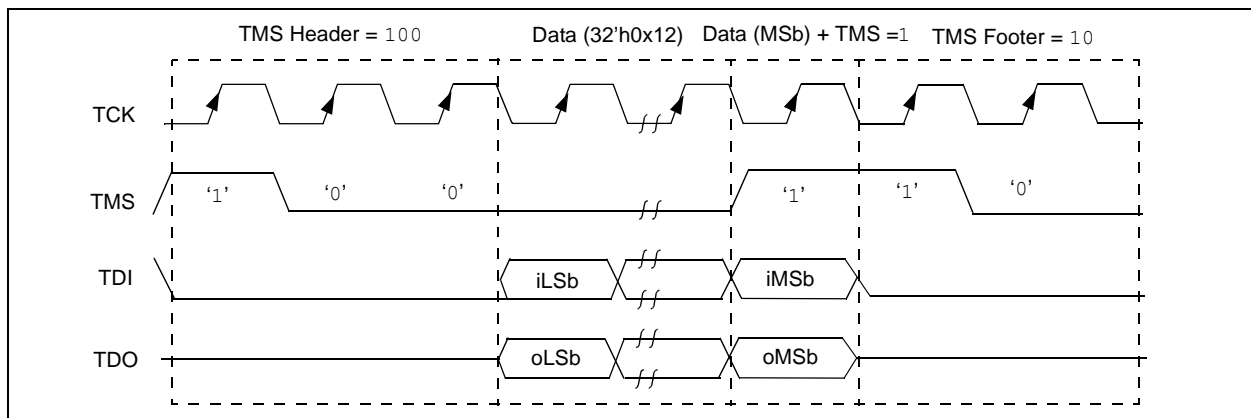 TMS Header = 100 Data (32'h0x12) Data (MSb) + TMS =1 TMS Footer = 10
TCK
TMS ‘1’ ‘0’ ‘0’ ‘1’ ‘1’ ‘0’
TDI iLSb iMSb
TDO oLSb oMSb